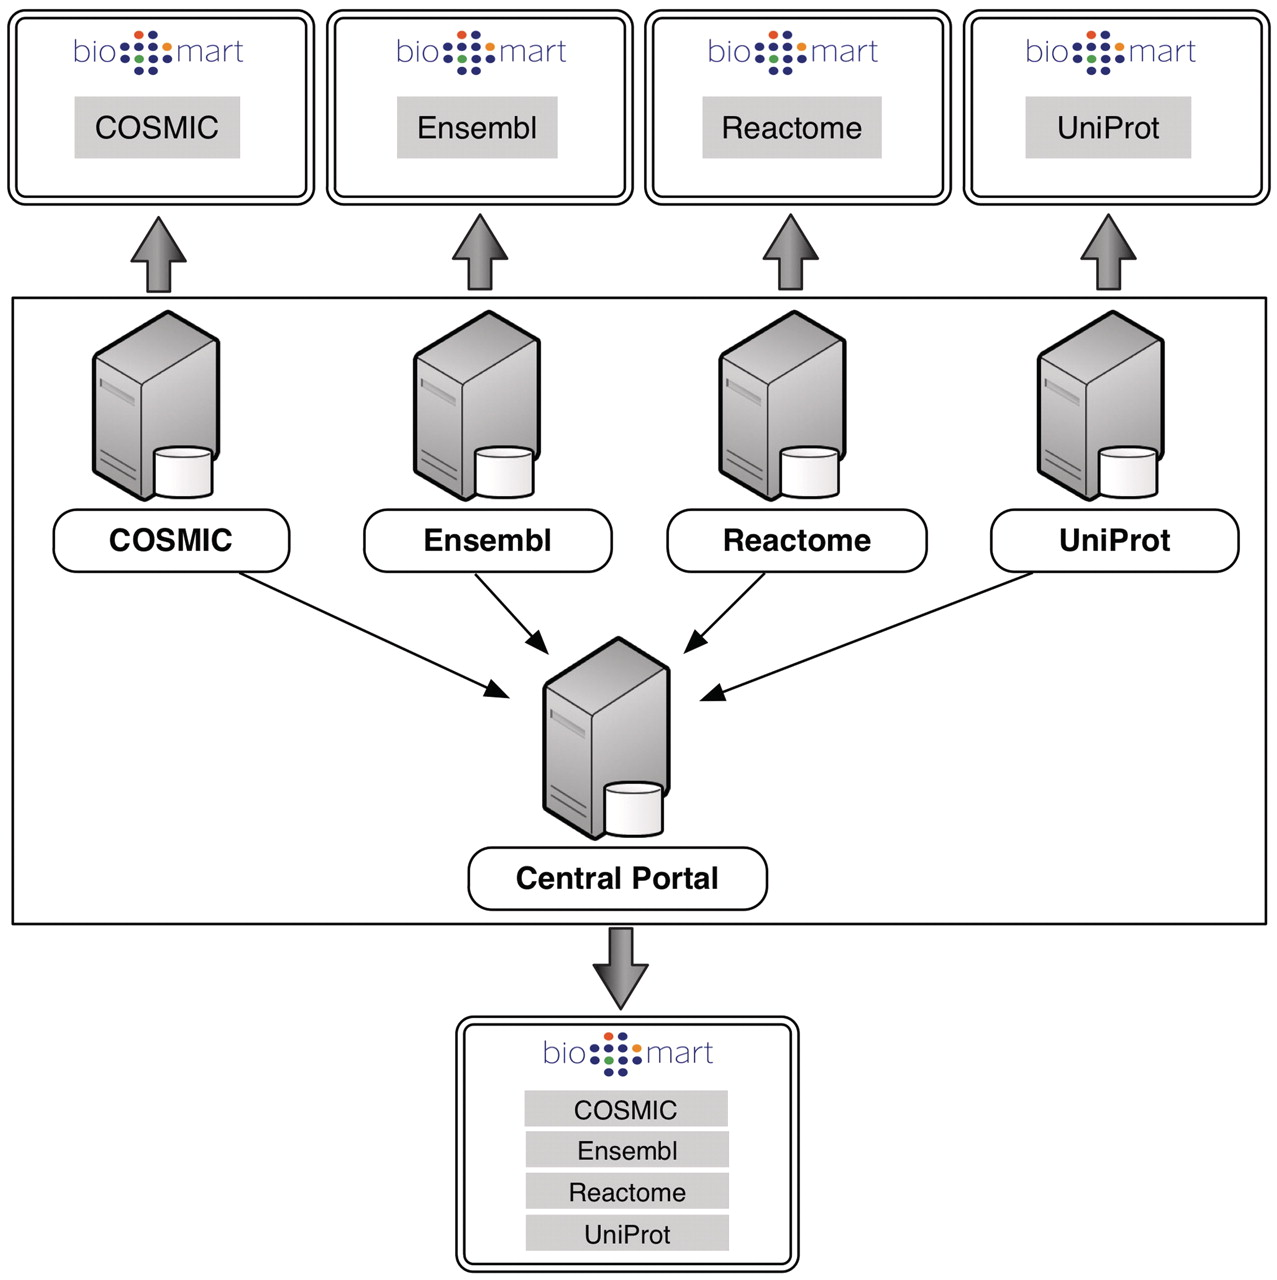 bio mart
COSMIC
bio mart
Ensembl
bio mart
Reactome
bio mart
UniProt
COSMIC
Ensembl
Reactome
UniProt
Central Portal
bio mart
COSMIC
Ensembl
Reactome
UniProt